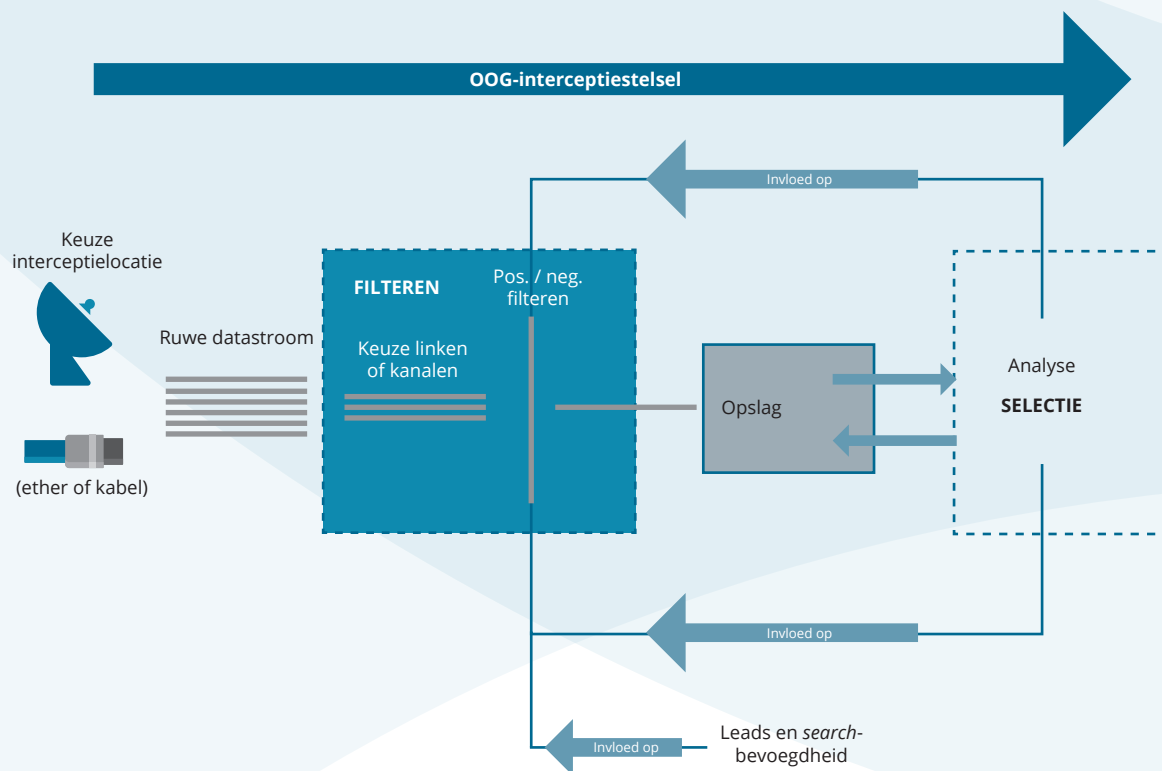 OOG-interceptiestelsel
Invloed op
Keuze
interceptielocatie
(ether of kabel)
Ruwe datastroom
FILTEREN
Pos. / neg.
filteren
Keuze linken
of kanalen
Opslag
Analyse
SELECTIE
Invloed op
Invloed op
Leads en search-
bevoegdheid